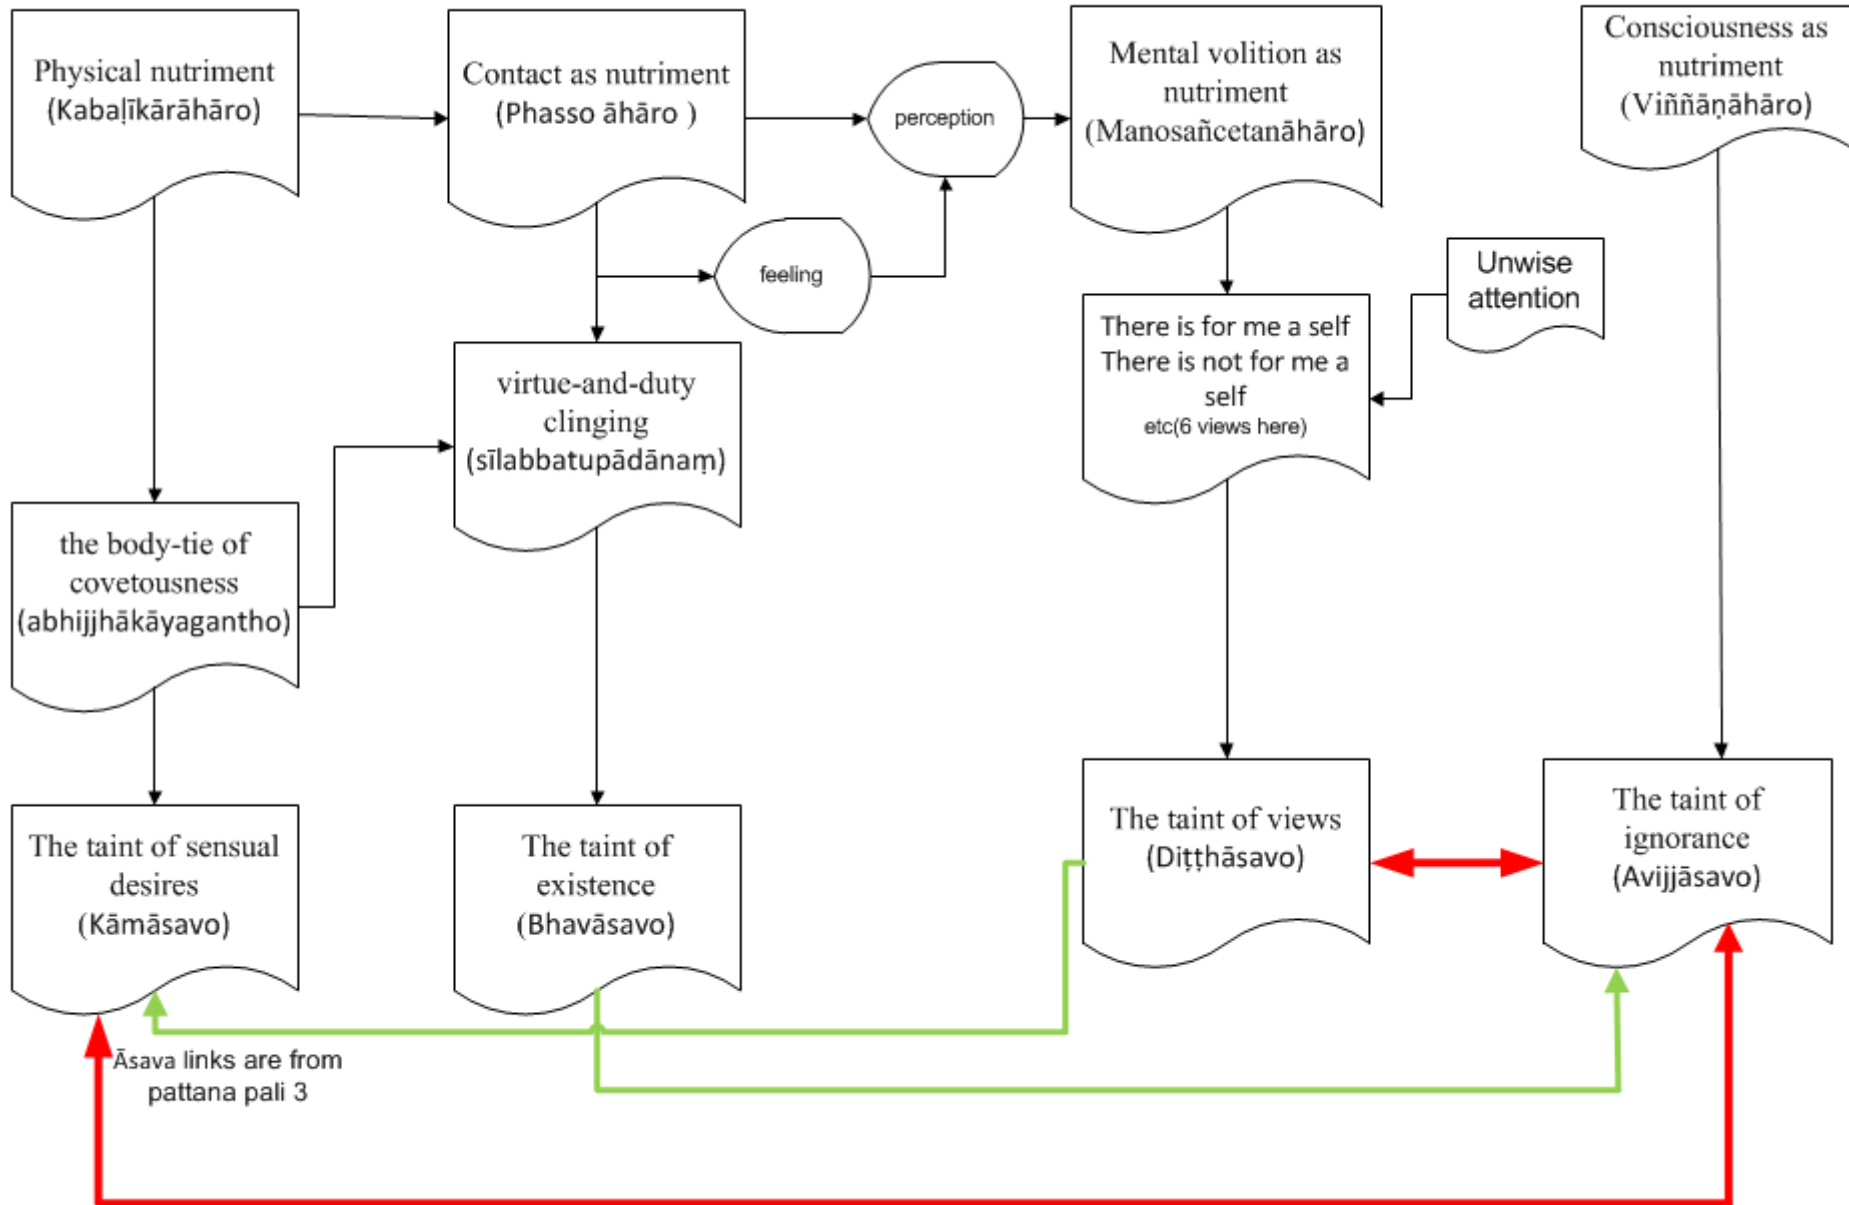 Physical nutriment
(Kabaḷīkārāhāro)
Contact as nutriment
(Phasso āhāro )
perception
Mental volition as
nutriment
(Manosañcetanāhāro)
Consciousness as
nutriment
(Viññāṇāhāro)
feeling
Unwise
attention
There is for me a self
There is not for me a
self
etc(6 views here)
virtue-and-duty
clinging
(sīlabbatupādānaṃ)
the body-tie of
covetousness
(abhijjhākāyagantho)
The taint of sensual
desires
(Kāmāsavo)
The taint of
existence
(Bhavāsavo)
The taint of views
(Diṭṭhāsavo)
The taint of
ignorance
(Avijjāsavo)
Āsava links are from
pattana pali 3